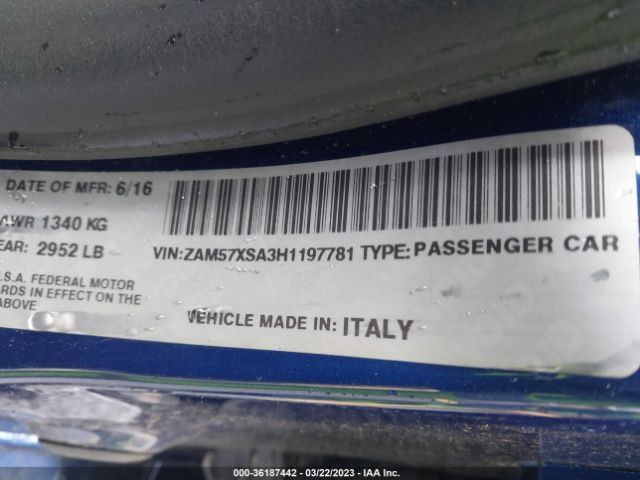 DATE OF MFR: 6/16
AWR 1340 KG
EAR: 2952 LB
VIN:ZAM57XSA3H1197781 TYPE:PASSENGER CAR
.S.A. FEDERAL MOTOR
RDS IN EFFECT ON THE
ABOVE
VEHICLE MADE IN: ITALY
000-36187442 - 03/22/2023 - IAA Inc.